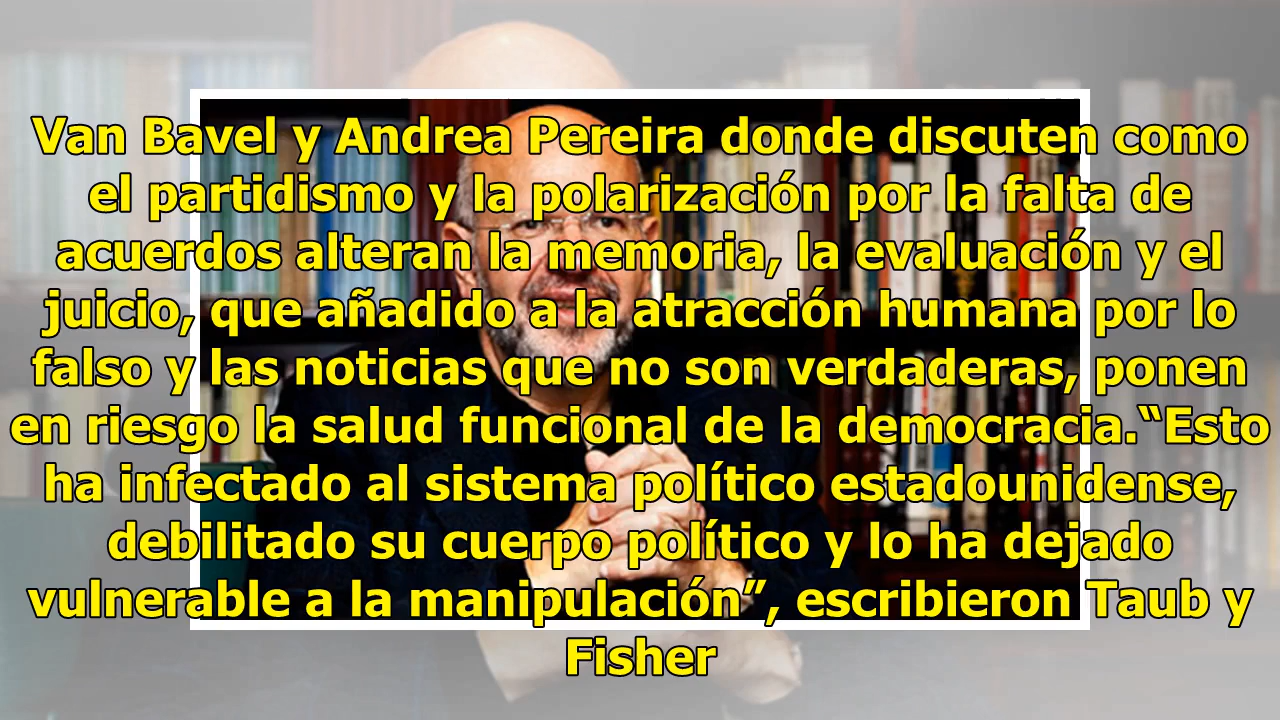 Van Bavel y Andrea Pereira donde discuten como
el partidismo y la polarización por la falta de
acuerdos alteran la memoria, la evaluación y el
juicio, que añadido a la atracción humana por lo
falso y las noticias que no son verdaderas, ponen
en riesgo la salud funcional de la democracia.“Esto
ha infectado al sistema político estadounidense,
debilitado su cuerpo político y lo ha dejado
vulnerable a la manipulación”, escribieron Taub y
Fisher